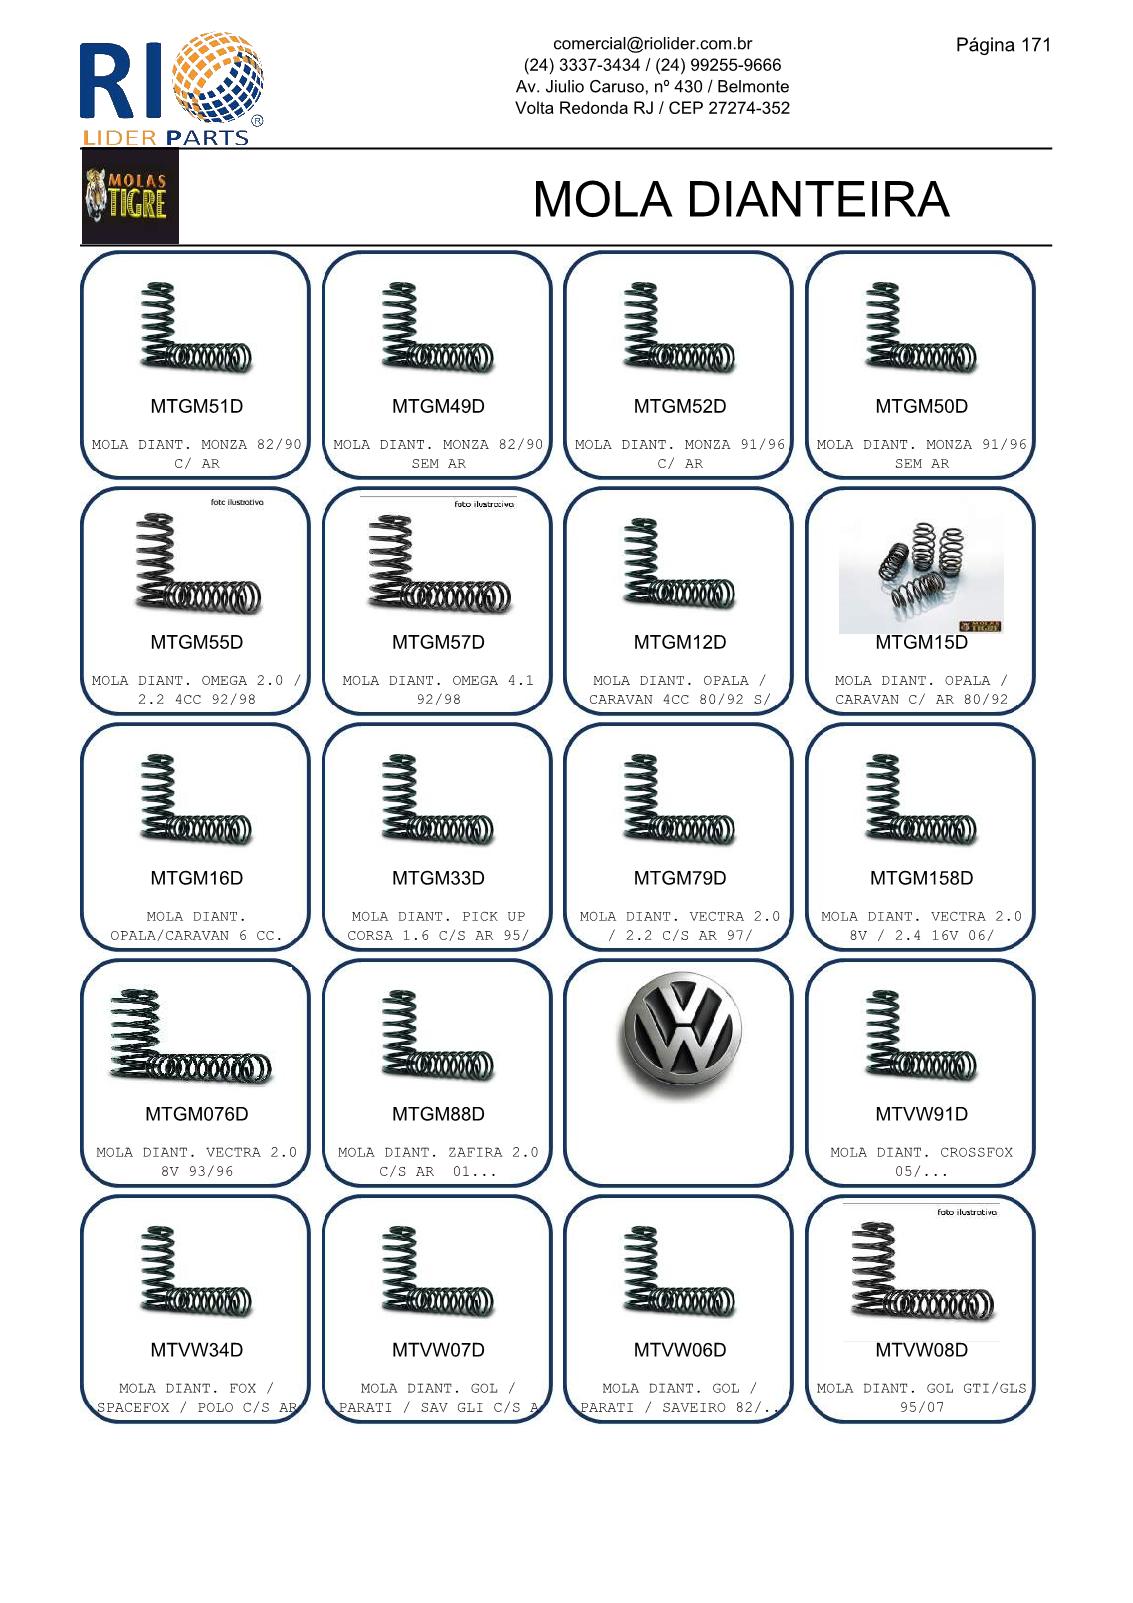 RIO
LIDER PARTS
®
comercial@riolider.com.br
(24) 3337-3434 / (24) 99255-9666
Av. Jiulio Caruso, nº 430 / Belmonte
Volta Redonda RJ / CEP 27274-352
Página 171
MOLAS
TIGRE
MOLA DIANTEIRA
MTGM51D
MOLA DIANT. MONZA 82/90
C/ AR
MTGM49D
MOLA DIANT. MONZA 82/90
SEM AR
MTGM52D
MOLA DIANT. MONZA 91/96
C/ AR
MTGM50D
MOLA DIANT. MONZA 91/96
SEM AR
foto ilustrativa
MTGM55D
MOLA DIANT. OMEGA 2.0 /
2.2 4CC 92/98
foto ilustrativa
MTGM57D
MOLA DIANT. OMEGA 4.1
92/98
MTGM12D
MOLA DIANT. OPALA /
CARAVAN 4CC 80/92 S/
MOLAS
TIGRE
MTGM15D
MOLA DIANT. OPALA /
CARAVAN C/ AR 80/92
MTGM16D
MOLA DIANT.
OPALA/CARAVAN 6 CC.
MTGM33D
MOLA DIANT. PICK UP
CORSA 1.6 C/S AR 95/
MTGM79D
MOLA DIANT. VECTRA 2.0
/ 2.2 C/S AR 97/
MTGM158D
MOLA DIANT. VECTRA 2.0
8V / 2.4 16V 06/
MTGM076D
MOLA DIANT. VECTRA 2.0
8V 93/96
MTGM88D
MOLA DIANT. ZAFIRA 2.0
C/S AR  01...
MTVW91D
MOLA DIANT. CROSSFOX
05/...
MTVW34D
MOLA DIANT. FOX /
SPACEFOX / POLO C/S AR
MTVW07D
MOLA DIANT. GOL /
PARATI / SAV GLI C/S A
MTVW06D
MOLA DIANT. GOL /
PARATI / SAVEIRO 82/..
foto ilustrativa
MTVW08D
MOLA DIANT. GOL GTI/GLS
95/07